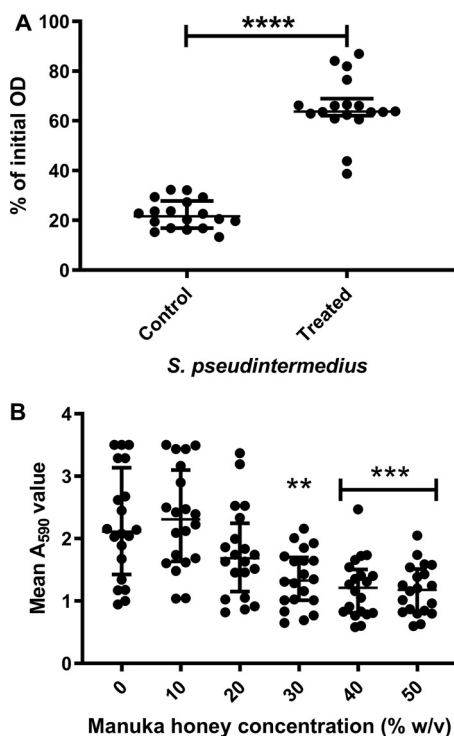 A
****
% of initial OD
100
80
60
40
20
0
Control
Treated
S. pseudintermedius
B
Mean A590 value
4
3
2
1
0
**
***
0
10
20
30
40
50
Manuka honey concentration (% w/v)